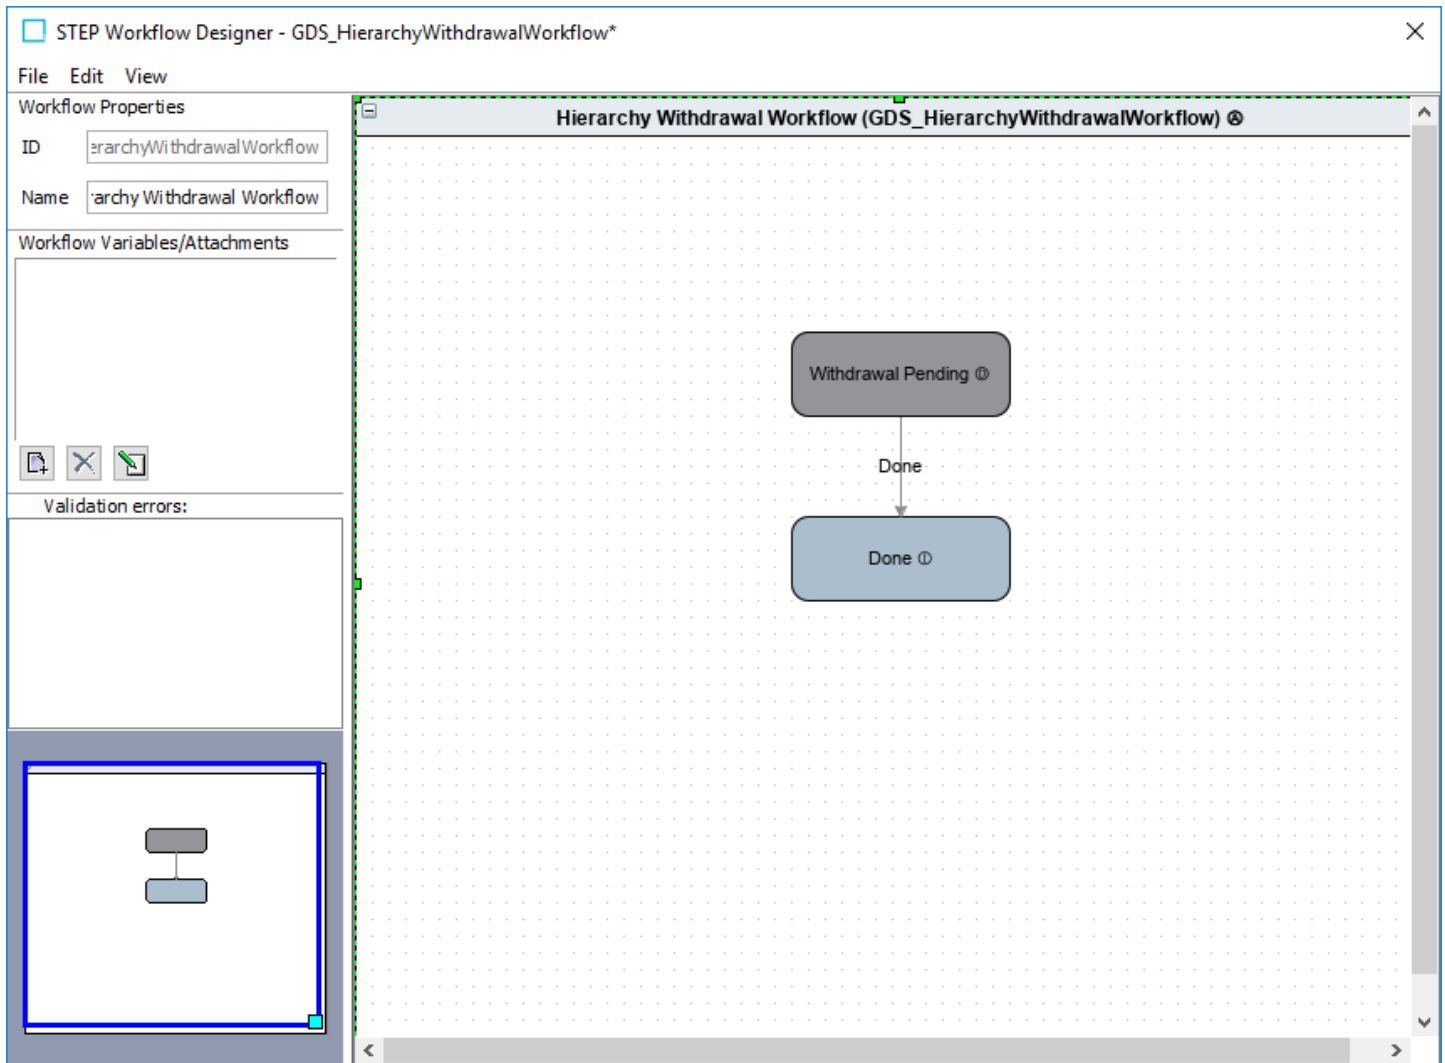 STEP Workflow Designer - GDS_HierarchyWithdrawalWorkflow*
File Edit View
Workflow Properties
ID erarchyWithdrawalWorkflow
Name archy Withdrawal Workflow
Workflow Variables/Attachments
Validation errors:
Hierarchy Withdrawal Workflow (GDS_HierarchyWithdrawalWorkflow) Ⓐ
Withdrawal Pending Ⓞ
Done
Done Ⓘ